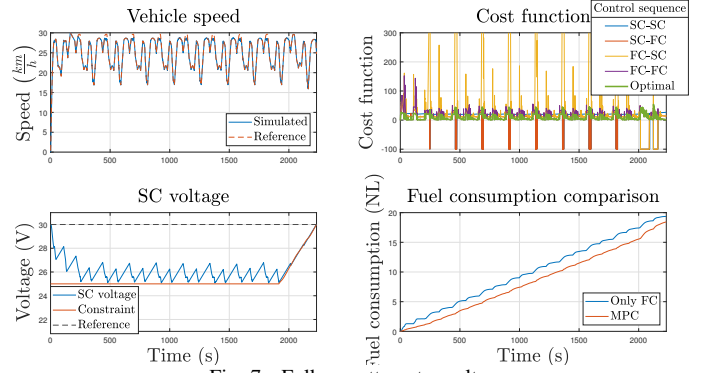 Vehicle speed
Speed (km/h)
30
20
10
0
0 500 1000 1500 2000
Simulated
Reference
Cost function
Cost function
300
200
100
0
-100
0 500 1000 1500 2000
Control sequence
SC-SC
SC-FC
FC-SC
FC-FC
Optimal
SC voltage
Voltage (V)
30
28
26
24
22
0 500 1000 1500 2000
Time (s)
SC voltage
Constraint
Reference
Fuel consumption comparison
Fuel consumption (NL)
20
15
10
5
0
0 500 1000 1500 2000
Time (s)
Only FC
MPC